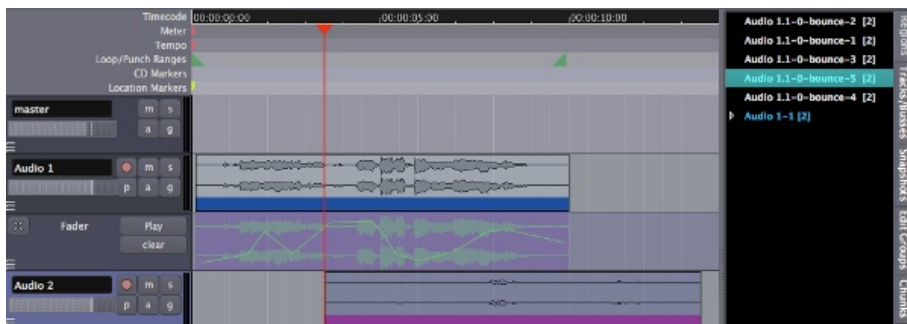 Timecode 00:00:00:00 00:00:05:00 00:00:10:00
Meter
Tempo
Loop/Punch Ranges
CD Markers
Location Markers
master m s
a g
Audio 1 m s
p a g
Fader Play
clear
Audio 2 m s
p a g
Audio 1.1-0-bounce-2 [2]
Audio 1.1-0-bounce-1 [2]
Audio 1.1-0-bounce-3 [2]
Audio 1.1-0-bounce-5 [2]
Audio 1.1-0-bounce-4 [2]
Audio 1-1 [2]
Regions
Tracks/Busses
Snapshots
Edit Groups
Chunks